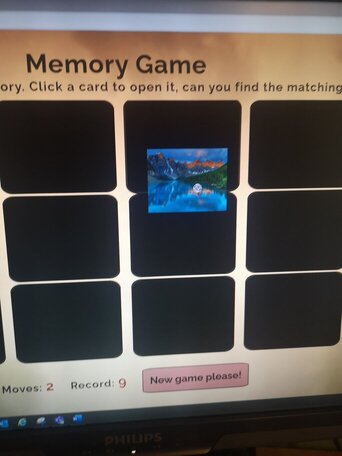 Memory Game
ory. Click a card to open it, can you find the matching
Moves: 2 Record: 9 New game please!
PHILIPS